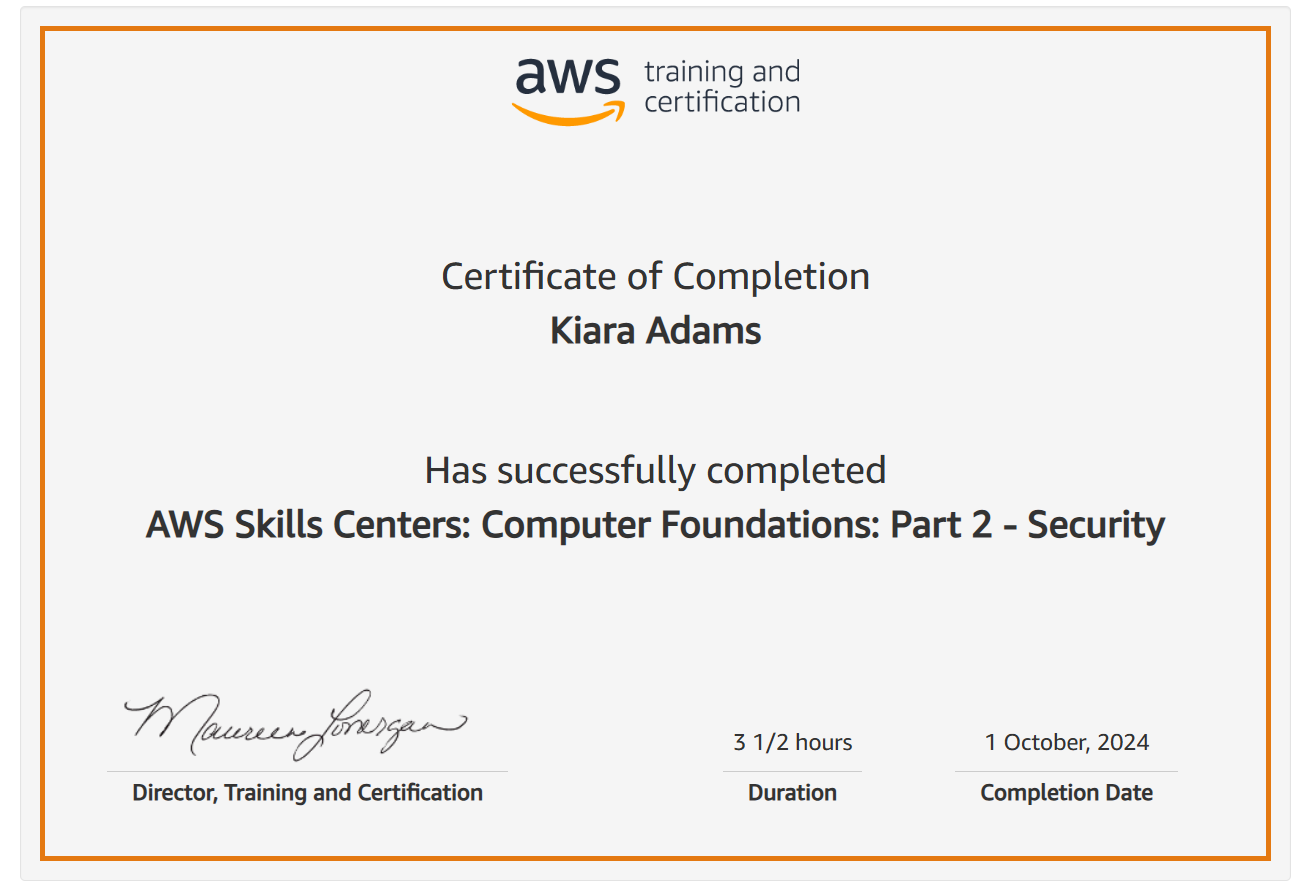 aws training and
certification
Certificate of Completion
Kiara Adams
Has successfully completed
AWS Skills Centers: Computer Foundations: Part 2 - Security
Maureen Lonergan
Director, Training and Certification
3 1/2 hours
Duration
1 October, 2024
Completion Date